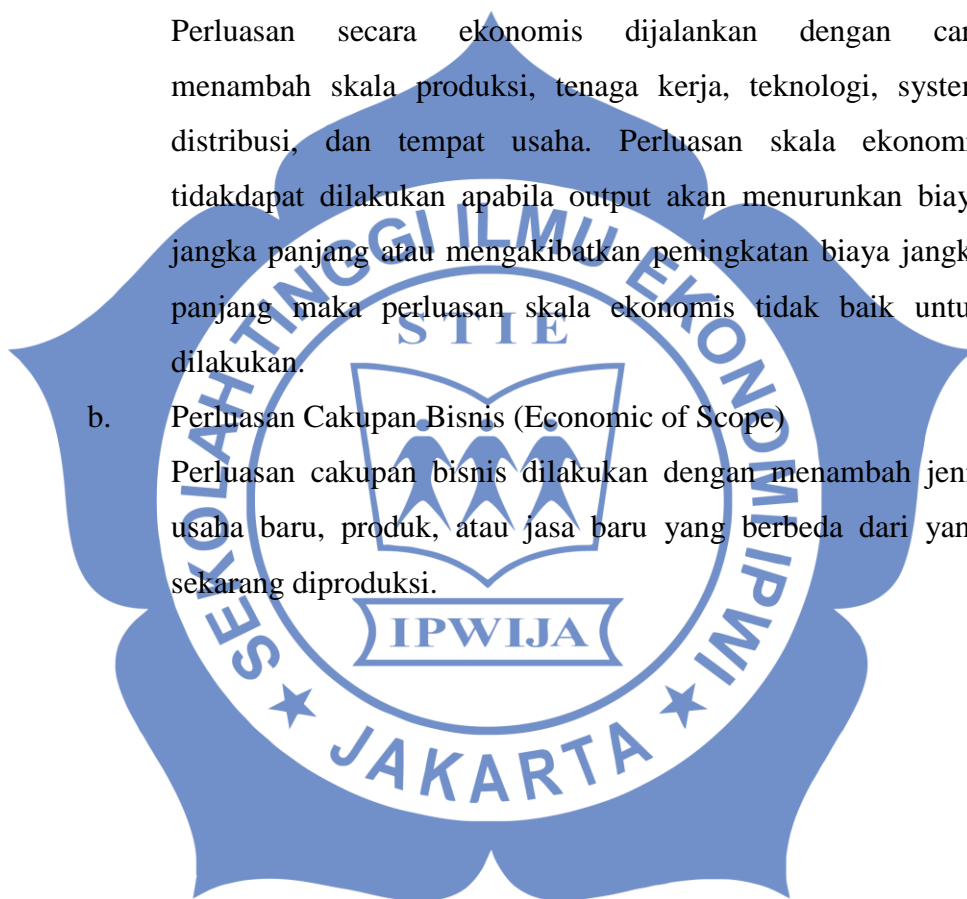 Perluasan secara ekonomis dijalankan dengan car
menambah skala produksi, tenaga kerja, teknologi, syster
distribusi, dan tempat usaha. Perluasan skala ekonomi
tidakdapat dilakukan apabila output akan menurunkan biay
jangka panjang atau mengakibatkan peningkatan biaya jangk
panjang maka perluasan skala ekonomis tidak baik untu
dilakukan.
b. Perluasan Cakupan Bisnis (Economic of Scope)
Perluasan cakupan bisnis dilakukan dengan menambah jeni
usaha baru, produk, atau jasa baru yang berbeda dari yan
sekarang diproduksi.
SEKOLAH TINGGI ILMU EKONOMI IPWI
STIE
IPWIJA
JAKARTA